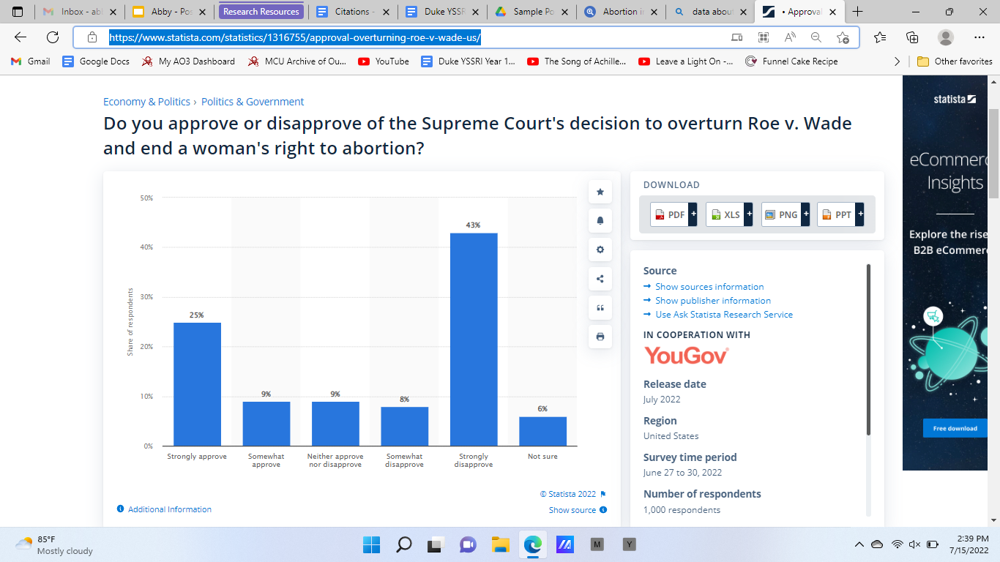 Inbox - ab
Abby - Pos
Research Resources
Citations -
Duke YSSR
Sample Po
Abortion i
data abou
• Approval
https://www.statista.com/statistics/1316755/approval-overturning-roe-v-wade-us/
Gmail
Google Docs
My AO3 Dashboard
MCU Archive of Ou...
YouTube
Duke YSSRI Year 1...
The Song of Achille...
Leave a Light On -...
Funnel Cake Recipe
Other favorites
Economy & Politics › Politics & Government
Do you approve or disapprove of the Supreme Court's decision to overturn Roe v. Wade
and end a woman's right to abortion?
50%
40%
30%
20%
10%
0%
Share of respondents
25%
9%
9%
8%
43%
6%
Strongly approve
Somewhat
approve
Neither approve
nor disapprove
Somewhat
disapprove
Strongly
disapprove
Not sure
© Statista 2022
Additional Information
Show source
DOWNLOAD
PDF +
XLS +
PNG +
PPT +
Source
Show sources information
Show publisher information
Use Ask Statista Research Service
IN COOPERATION WITH
YouGov
Release date
July 2022
Region
United States
Survey time period
June 27 to 30, 2022
Number of respondents
1,000 respondents
statista
eCommerc
Insights
Explore the rise
B2B eCommerc
Free download
85°F
Mostly cloudy
M
Y
2:39 PM
7/15/2022